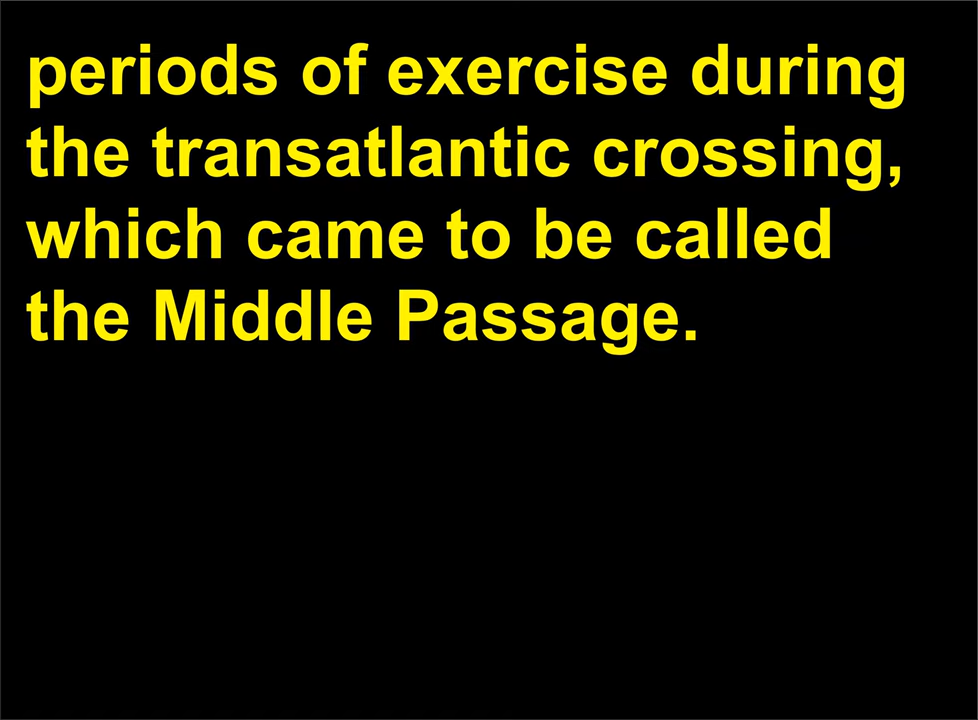 periods of exercise during
the transatlantic crossing,
which came to be called
the Middle Passage.